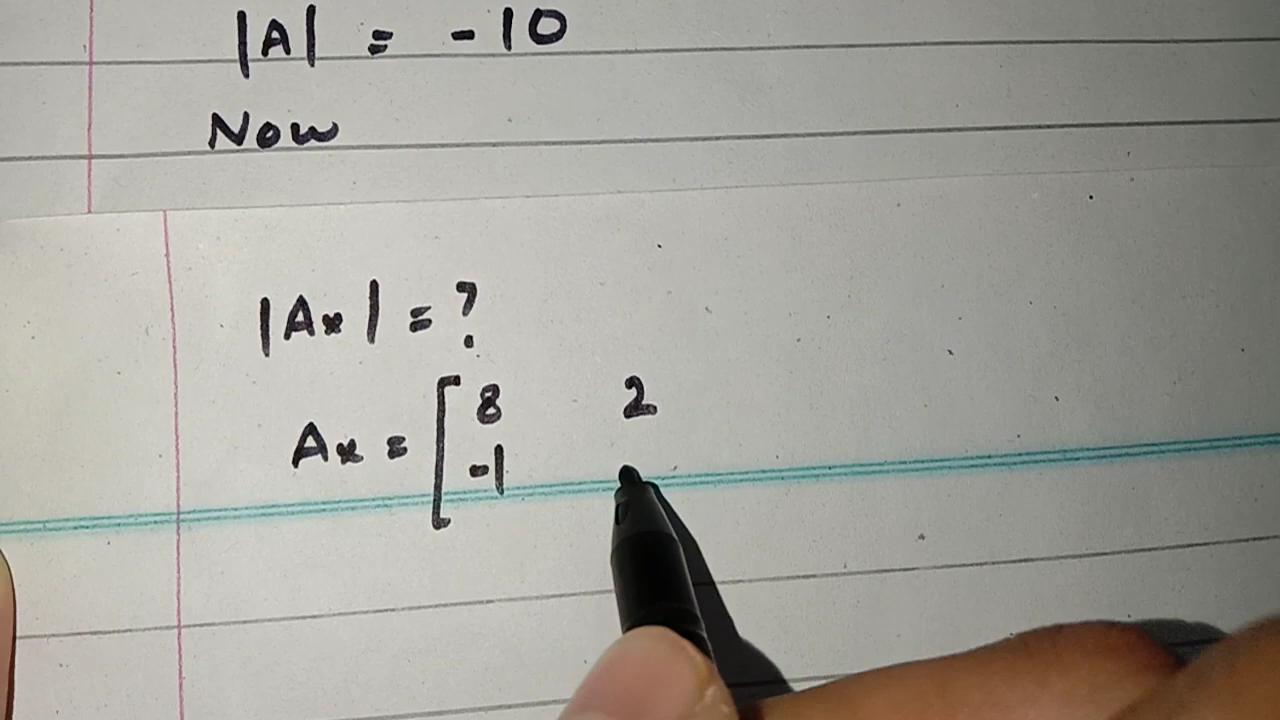 |A| = -10
Now
|Ax| = ?
Ax = [ 8 2
-1